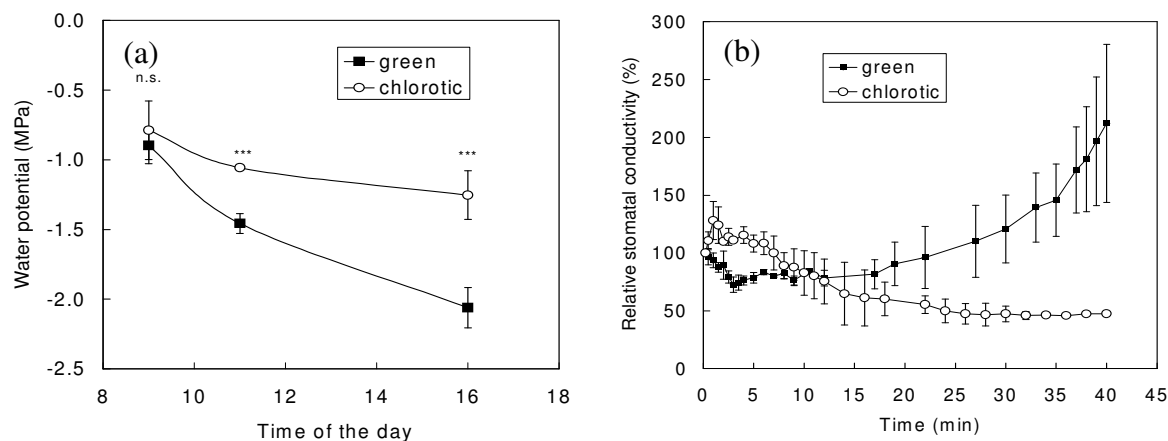 (a)
n.s.
***
***
green
chlorotic
0.0
-0.5
-1.0
-1.5
-2.0
-2.5
Water potential (MPa)
8 10 12 14 16 18
Time of the day
(b)
green
chlorotic
300
250
200
150
100
50
0
Relative stomatal conductivity (%)
0 5 10 15 20 25 30 35 40 45
Time (min)